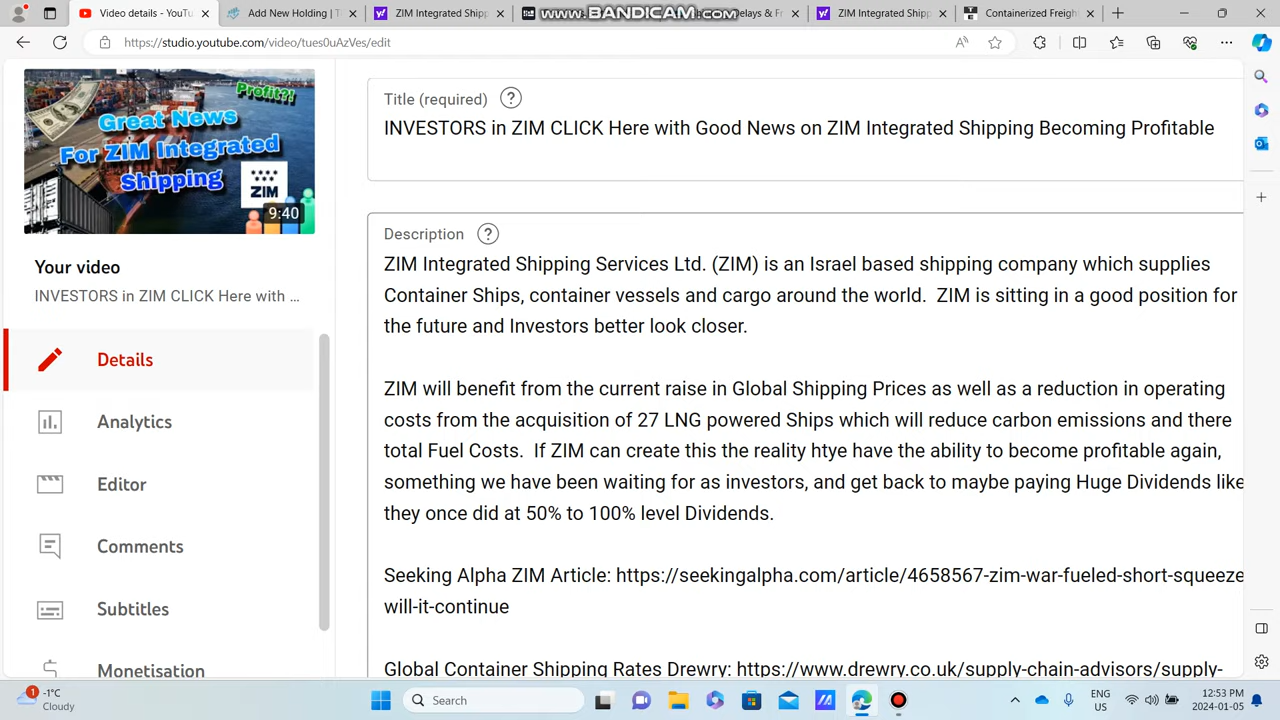 Video details - YouTu
Add New Holding | T
ZIM Integrated Ship
www.BANDICAM.com
elays &
ZIM Integrated Shipp
Containerized Freigh
https://studio.youtube.com/video/tues0uAzVes/edit
Profit?!
Great News
For ZIM Integrated
Shipping
ZIM
9:40
Your video
INVESTORS in ZIM CLICK Here with ...
Details
Analytics
Editor
Comments
Subtitles
Monetisation
Title (required)
INVESTORS in ZIM CLICK Here with Good News on ZIM Integrated Shipping Becoming Profitable
Description
ZIM Integrated Shipping Services Ltd. (ZIM) is an Israel based shipping company which supplies
Container Ships, container vessels and cargo around the world.  ZIM is sitting in a good position for
the future and Investors better look closer.
ZIM will benefit from the current raise in Global Shipping Prices as well as a reduction in operating
costs from the acquisition of 27 LNG powered Ships which will reduce carbon emissions and there
total Fuel Costs.  If ZIM can create this the reality htye have the ability to become profitable again,
something we have been waiting for as investors, and get back to maybe paying Huge Dividends like
they once did at 50% to 100% level Dividends.
Seeking Alpha ZIM Article: https://seekingalpha.com/article/4658567-zim-war-fueled-short-squeeze
will-it-continue
Global Container Shipping Rates Drewry: https://www.drewry.co.uk/supply-chain-advisors/supply-
1
-1°C
Cloudy
Search
ENG
US
12:53 PM
2024-01-05